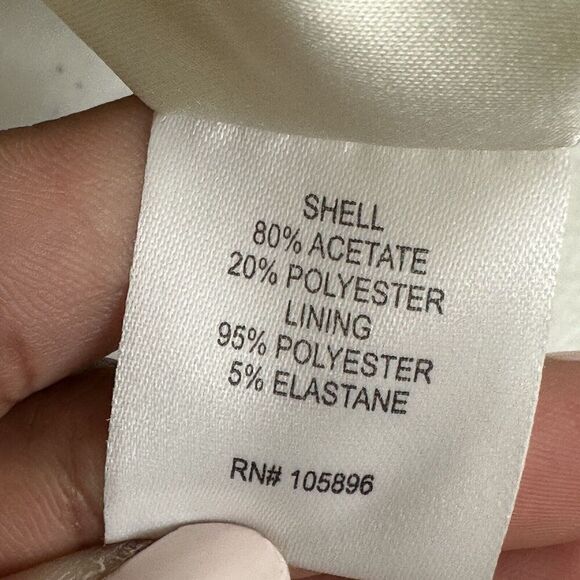 SHELL
80% ACETATE
20% POLYESTER
LINING
95% POLYESTER
5% ELASTANE
RN# 105896